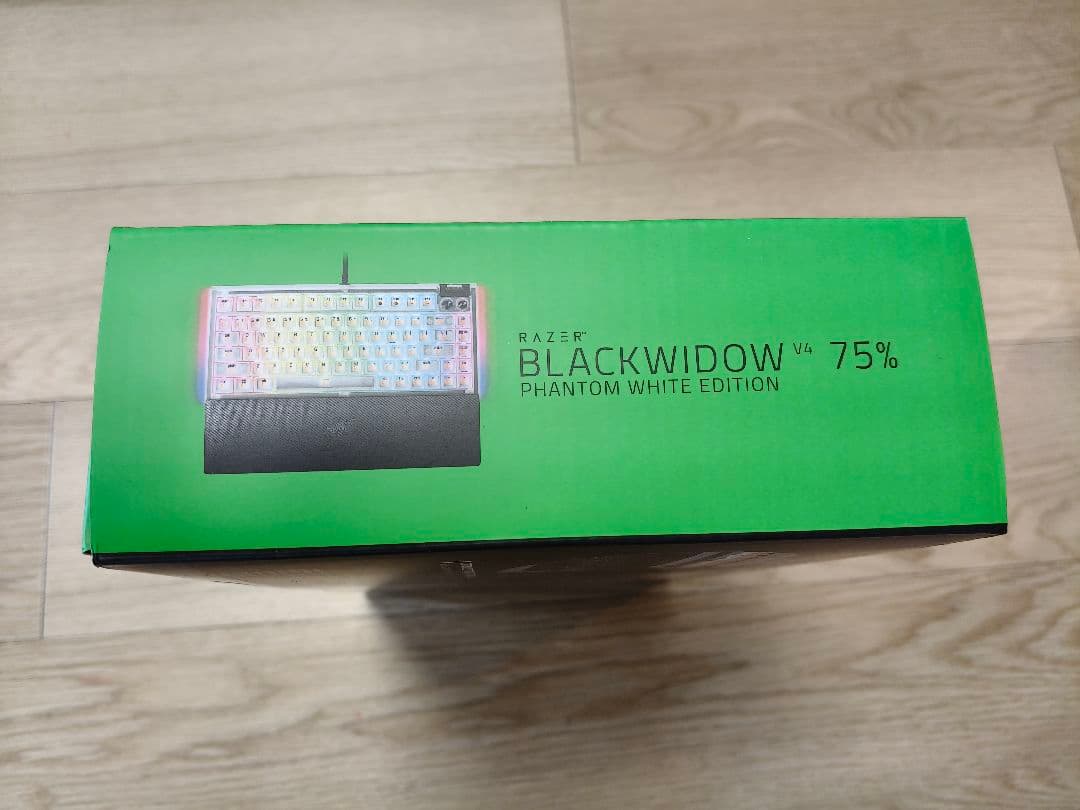 RAZER™
BLACKWIDOW V4 75%
PHANTOM WHITE EDITION